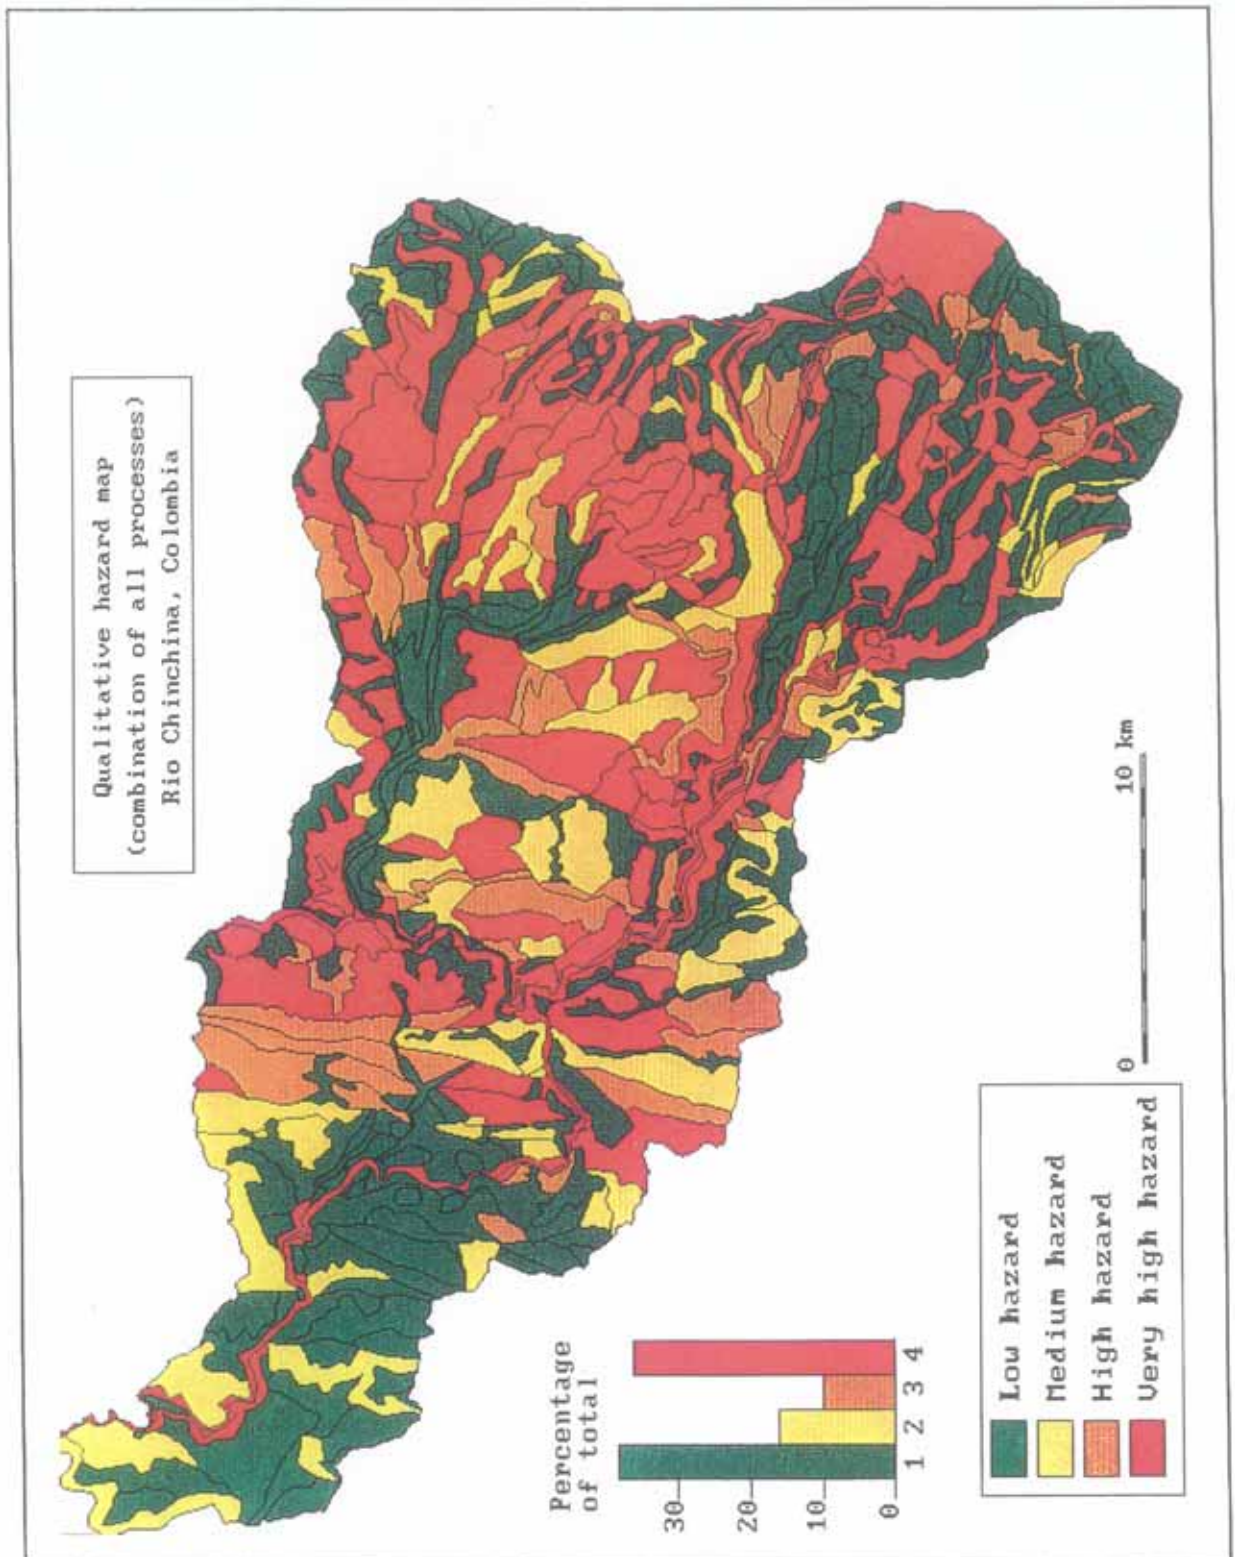 Qualitative hazard map
(combination of all processes)
Rio Chinchina, Colombia
Percentage
of total
30
20
10
0
1 2 3 4
Low hazard
Medium hazard
High hazard
Very high hazard
0 10 km